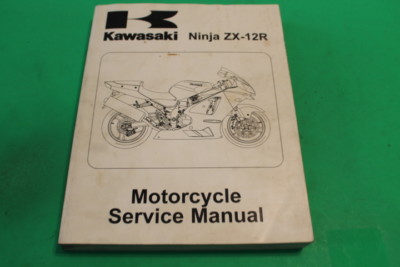 Kawasaki Ninja ZX-12R
Motorcycle
Service Manual